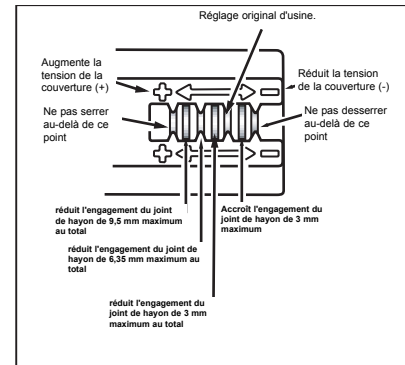 Réglage original d'usine.
Augmente la
tension de la
couverture (+)
Réduit la tension
de la couverture (-)
Ne pas serrer
au-delà de ce
point
Ne pas desserrer
au-delà de ce
point
réduit l'engagement du joint
de hayon de 9,5 mm maximum
au total
Accroît l'engagement du
joint de hayon de 3 mm
maximum
réduit l'engagement du joint de
hayon de 6,35 mm maximum au
total
réduit l'engagement du
joint de hayon de 3 mm
maximum au total